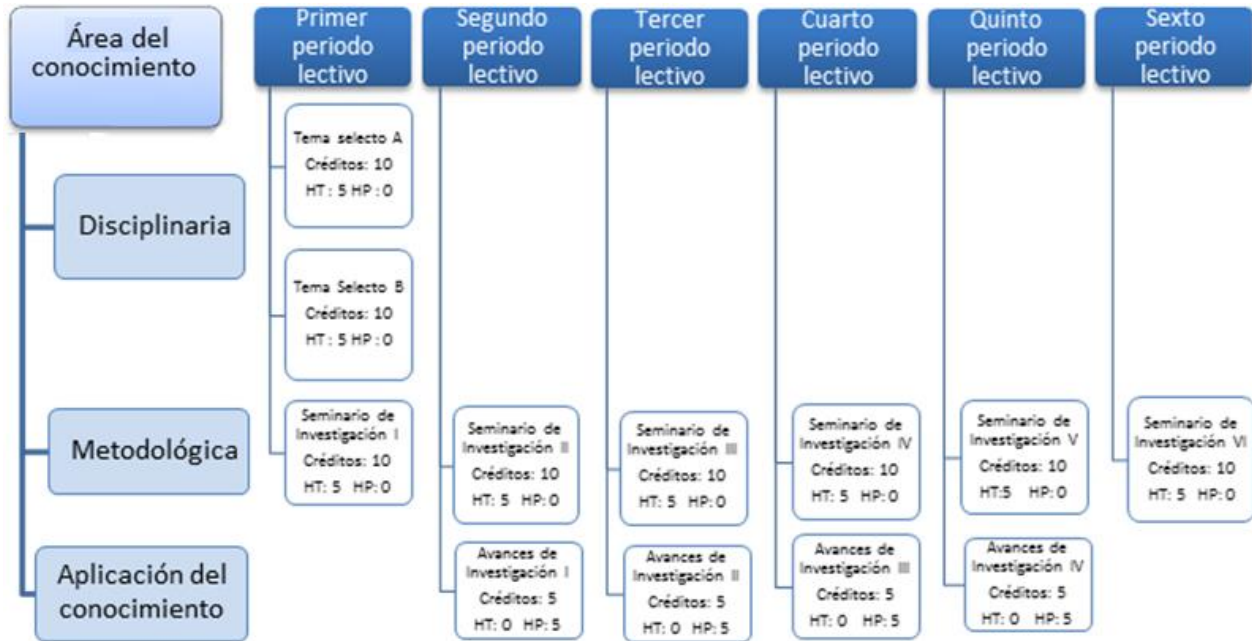 Área del
conocimiento
Primer
periodo
lectivo
Segundo
periodo
lectivo
Tercer
periodo
lectivo
Cuarto
periodo
lectivo
Quinto
periodo
lectivo
Sexto
periodo
lectivo
Disciplinaria
Tema selecto A
Créditos: 10
HT : 5 HP : 0
Tema Selecto B
Créditos: 10
HT : 5 HP : 0
Metodológica
Seminario de
Investigación I
Créditos: 10
HT: 5 HP: 0
Seminario de
Investigación II
Créditos: 10
HT: 5 HP: 0
Seminario de
Investigación III
Créditos: 10
HT: 5 HP: 0
Seminario de
Investigación IV
Créditos: 10
HT: 5 HP: 0
Seminario de
Investigación V
Créditos: 10
HT:5 HP: 0
Seminario de
Investigación VI
Créditos: 10
HT: 5 HP: 0
Aplicación del
conocimiento
Avances de
Investigación I
Créditos: 5
HT: 0 HP: 5
Avances de
Investigación II
Créditos: 5
HT: 0 HP: 5
Avances de
Investigación III
Créditos: 5
HT: 0 HP: 5
Avances de
Investigación IV
Créditos: 5
HT: 0 HP: 5